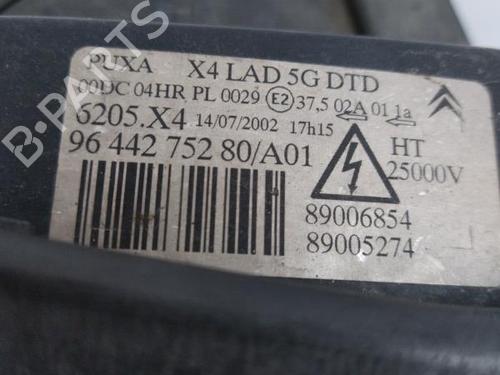 PUXA X4 LAD 5G DTD
00DC 04HR PL 0029 E2 37,5 02A 01 1a
6205.X4 14/07/2002 17h15
96 442 752 80/A01
HT
25000V
89006854
89005274
B-PARTS